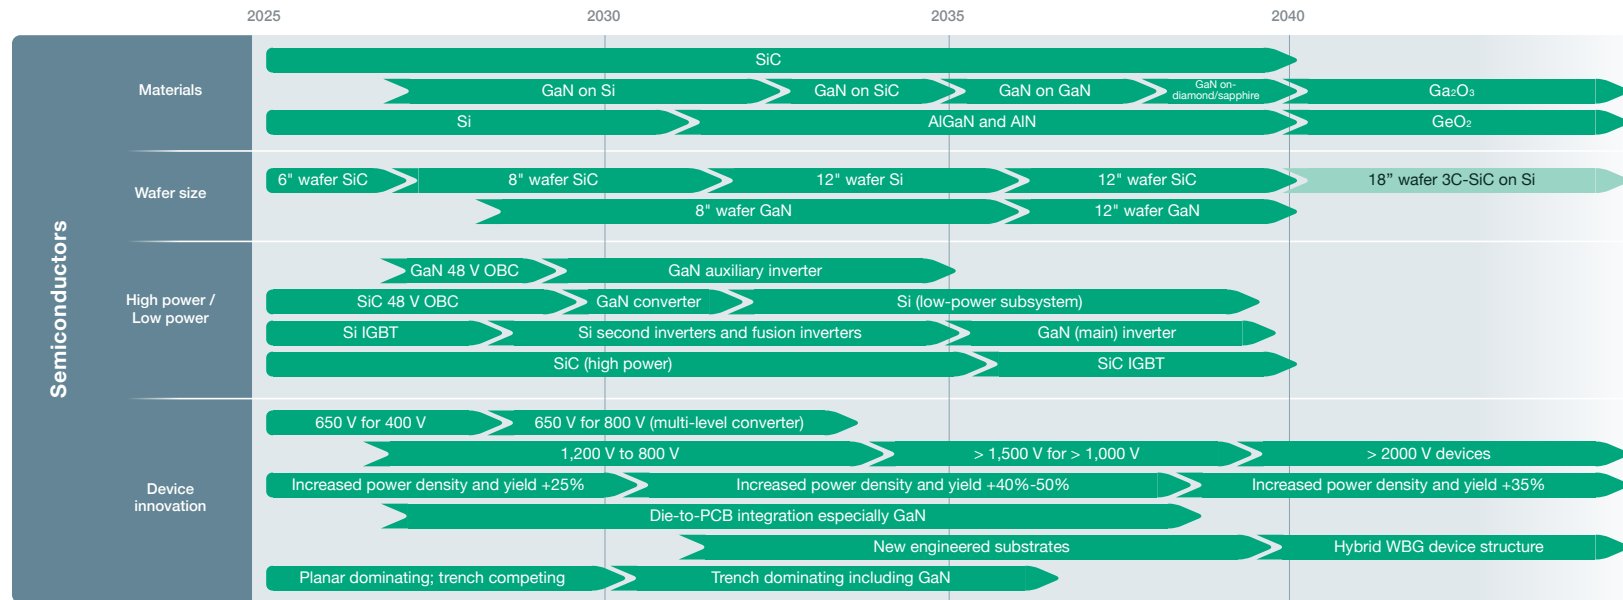 2025 2030 2035 2040
Semiconductors
Materials
SiC
GaN on Si GaN on SiC GaN on GaN GaN on-
diamond/sapphire Ga₂O₃
Si AlGaN and AlN GeO₂
Wafer size
6" wafer SiC 8" wafer SiC 12" wafer Si 12" wafer SiC 18” wafer 3C-SiC on Si
8" wafer GaN 12" wafer GaN
High power /
Low power
GaN 48 V OBC GaN auxiliary inverter
SiC 48 V OBC GaN converter Si (low-power subsystem)
Si IGBT Si second inverters and fusion inverters GaN (main) inverter
SiC (high power) SiC IGBT
Device
innovation
650 V for 400 V 650 V for 800 V (multi-level converter)
1,200 V to 800 V > 1,500 V for > 1,000 V > 2000 V devices
Increased power density and yield +25% Increased power density and yield +40%-50% Increased power density and yield +35%
Die-to-PCB integration especially GaN
New engineered substrates Hybrid WBG device structure
Planar dominating; trench competing Trench dominating including GaN